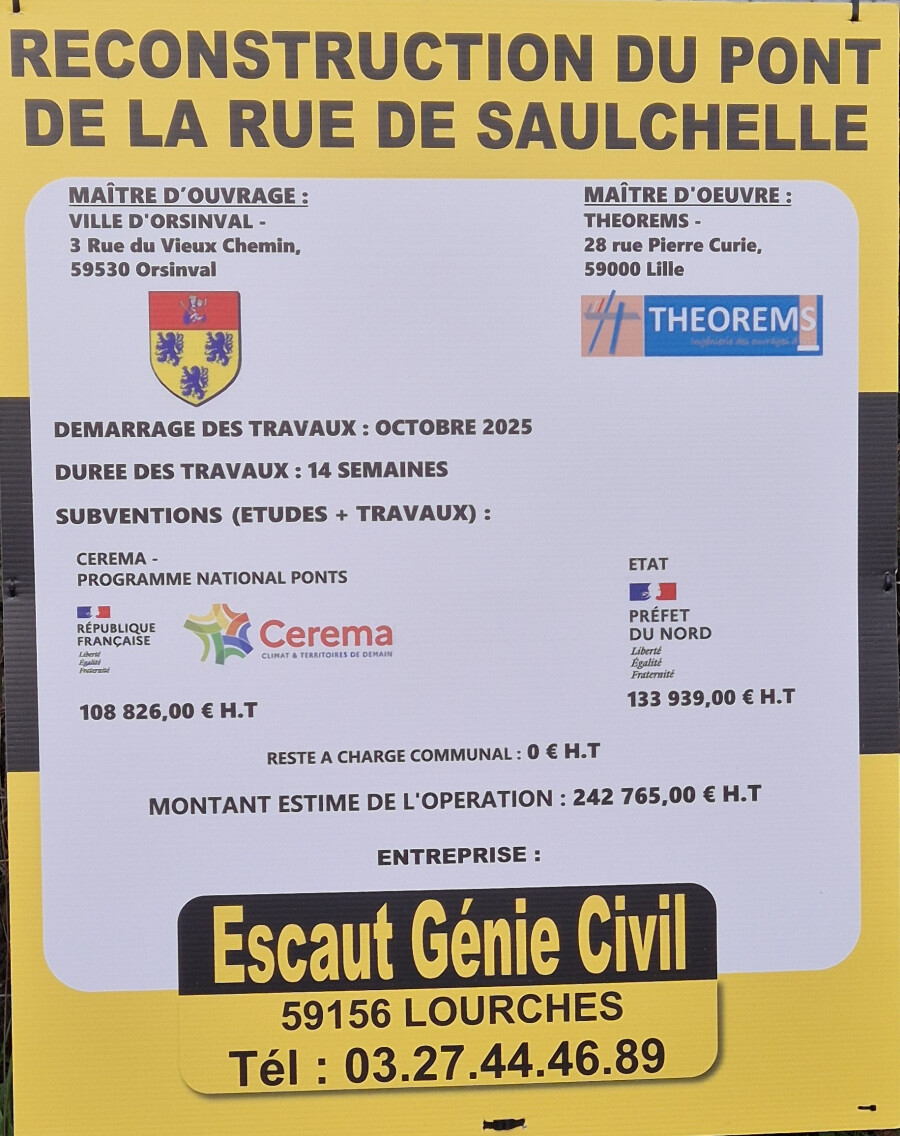 RECONSTRUCTION DU PONT
DE LA RUE DE SAULCHELLE
MAÎTRE D'OUVRAGE :
VILLE D'ORSINVAL -
3 Rue du Vieux Chemin,
59530 Orsinval
MAÎTRE D'OEUVRE :
THEOREMS -
28 rue Pierre Curie,
59000 Lille
THEOREMS
Ingénierie des ouvrages d'
DEMARRAGE DES TRAVAUX : OCTOBRE 2025
DUREE DES TRAVAUX : 14 SEMAINES
SUBVENTIONS (ETUDES + TRAVAUX) :
CEREMA -
PROGRAMME NATIONAL PONTS
RÉPUBLIQUE
FRANÇAISE
Liberté
Égalité
Fraternité
Cerema
CLIMAT & TERRITOIRES DE DEMAIN
108 826,00 € H.T
ETAT
PRÉFET
DU NORD
Liberté
Égalité
Fraternité
133 939,00 € H.T
RESTE A CHARGE COMMUNAL : 0 € H.T
MONTANT ESTIME DE L'OPERATION : 242 765,00 € H.T
ENTREPRISE :
Escaut Génie Civil
59156 LOURCHES
Tél : 03.27.44.46.89